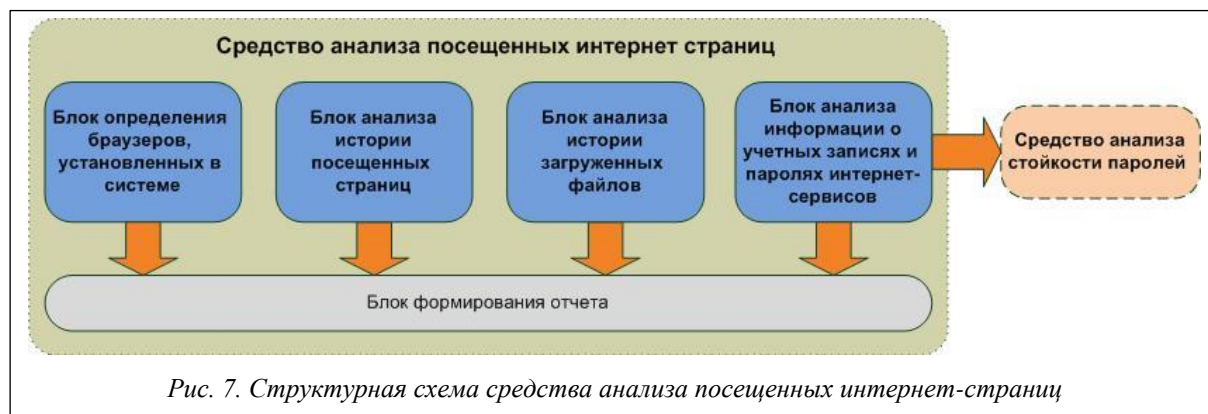 Средство анализа посещенных интернет страниц
Блок определения
браузеров,
установленных в
системе
Блок анализа
истории
посещенных
страниц
Блок анализа
истории
загруженных
файлов
Блок анализа
информации о
учетных записях и
паролях интернет-
сервисов
Средство анализа
стойкости паролей
Блок формирования отчета
Рис. 7. Структурная схема средства анализа посещенных интернет-страниц